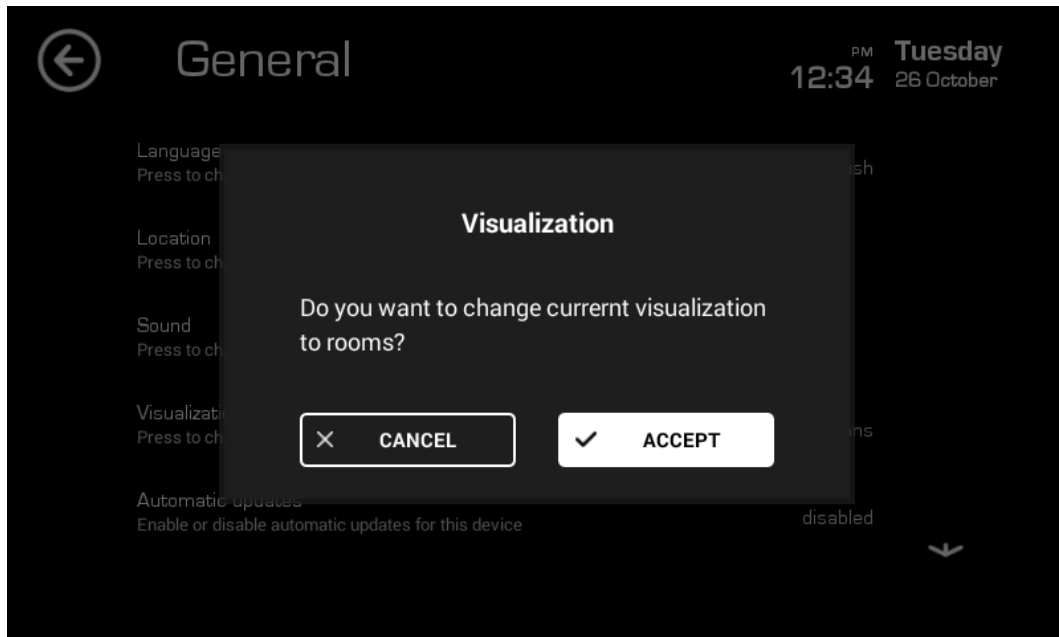 General
PM
12:34
Tuesday
26 October
Language
Press to ch
ish
Location
Press to ch
Sound
Press to ch
Visualizati
Press to ch
ns
Automatic updates
Enable or disable automatic updates for this device
disabled
Visualization
Do you want to change currernt visualization
to rooms?
CANCEL
ACCEPT